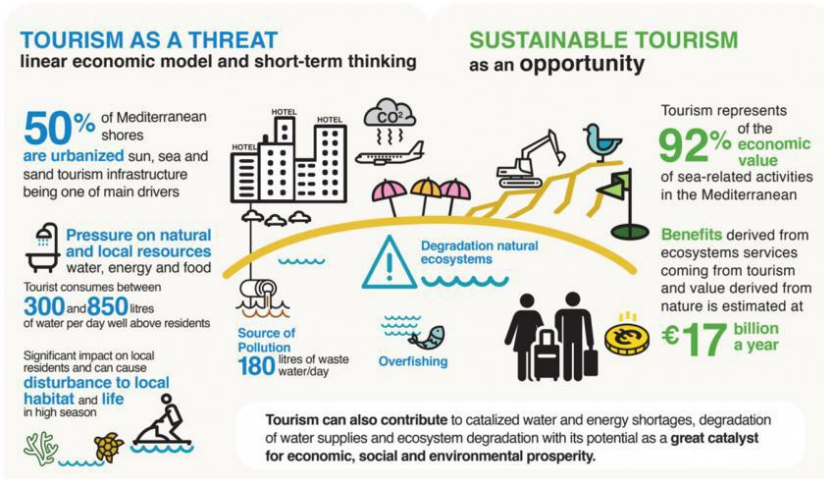 TOURISM AS A THREAT
linear economic model and short-term thinking
50% of Mediterranean
shores
are urbanized sun, sea and
sand tourism infrastructure
being one of main drivers
Pressure on natural
and local resources
water, energy and food
Tourist consumes between
300 and 850 litres
of water per day well above residents
Significant impact on local
residents and can cause
disturbance to local
habitat and life
in high season
HOTEL
HOTEL
HOTEL
CO²
Degradation natural
ecosystems
Source of
Pollution
180 litres of waste
water/day
Overfishing
SUSTAINABLE TOURISM
as an opportunity
Tourism represents
92% of the
economic
value
of sea-related activities
in the Mediterranean
Benefits derived from
ecosystems services
coming from tourism
and value derived from
nature is estimated at
€17 billion
a year
Tourism can also contribute to catalized water and energy shortages, degradation
of water supplies and ecosystem degradation with its potential as a great catalyst
for economic, social and environmental prosperity.